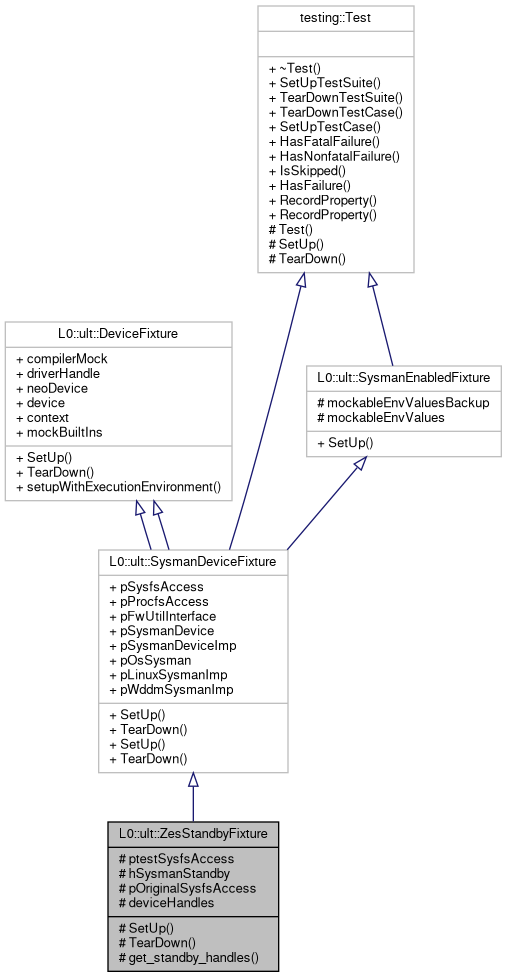 testing::Test
+ ~Test()
+ SetUpTestSuite()
+ TearDownTestSuite()
+ TearDownTestCase()
+ SetUpTestCase()
+ HasFatalFailure()
+ HasNonfatalFailure()
+ IsSkipped()
+ HasFailure()
+ RecordProperty()
+ RecordProperty()
# Test()
# SetUp()
# TearDown()
L0::ult::DeviceFixture
+ compilerMock
+ driverHandle
+ neoDevice
+ device
+ context
+ mockBuiltIns
+ SetUp()
+ TearDown()
+ setupWithExecutionEnvironment()
L0::ult::SysmanEnabledFixture
# mockableEnvValuesBackup
# mockableEnvValues
+ SetUp()
L0::ult::SysmanDeviceFixture
+ pSysfsAccess
+ pProcfsAccess
+ pFwUtilInterface
+ pSysmanDevice
+ pSysmanDeviceImp
+ pOsSysman
+ pLinuxSysmanImp
+ pWddmSysmanImp
+ SetUp()
+ TearDown()
+ SetUp()
+ TearDown()
L0::ult::ZesStandbyFixture
# ptestSysfsAccess
# hSysmanStandby
# pOriginalSysfsAccess
# deviceHandles
# SetUp()
# TearDown()
# get_standby_handles()